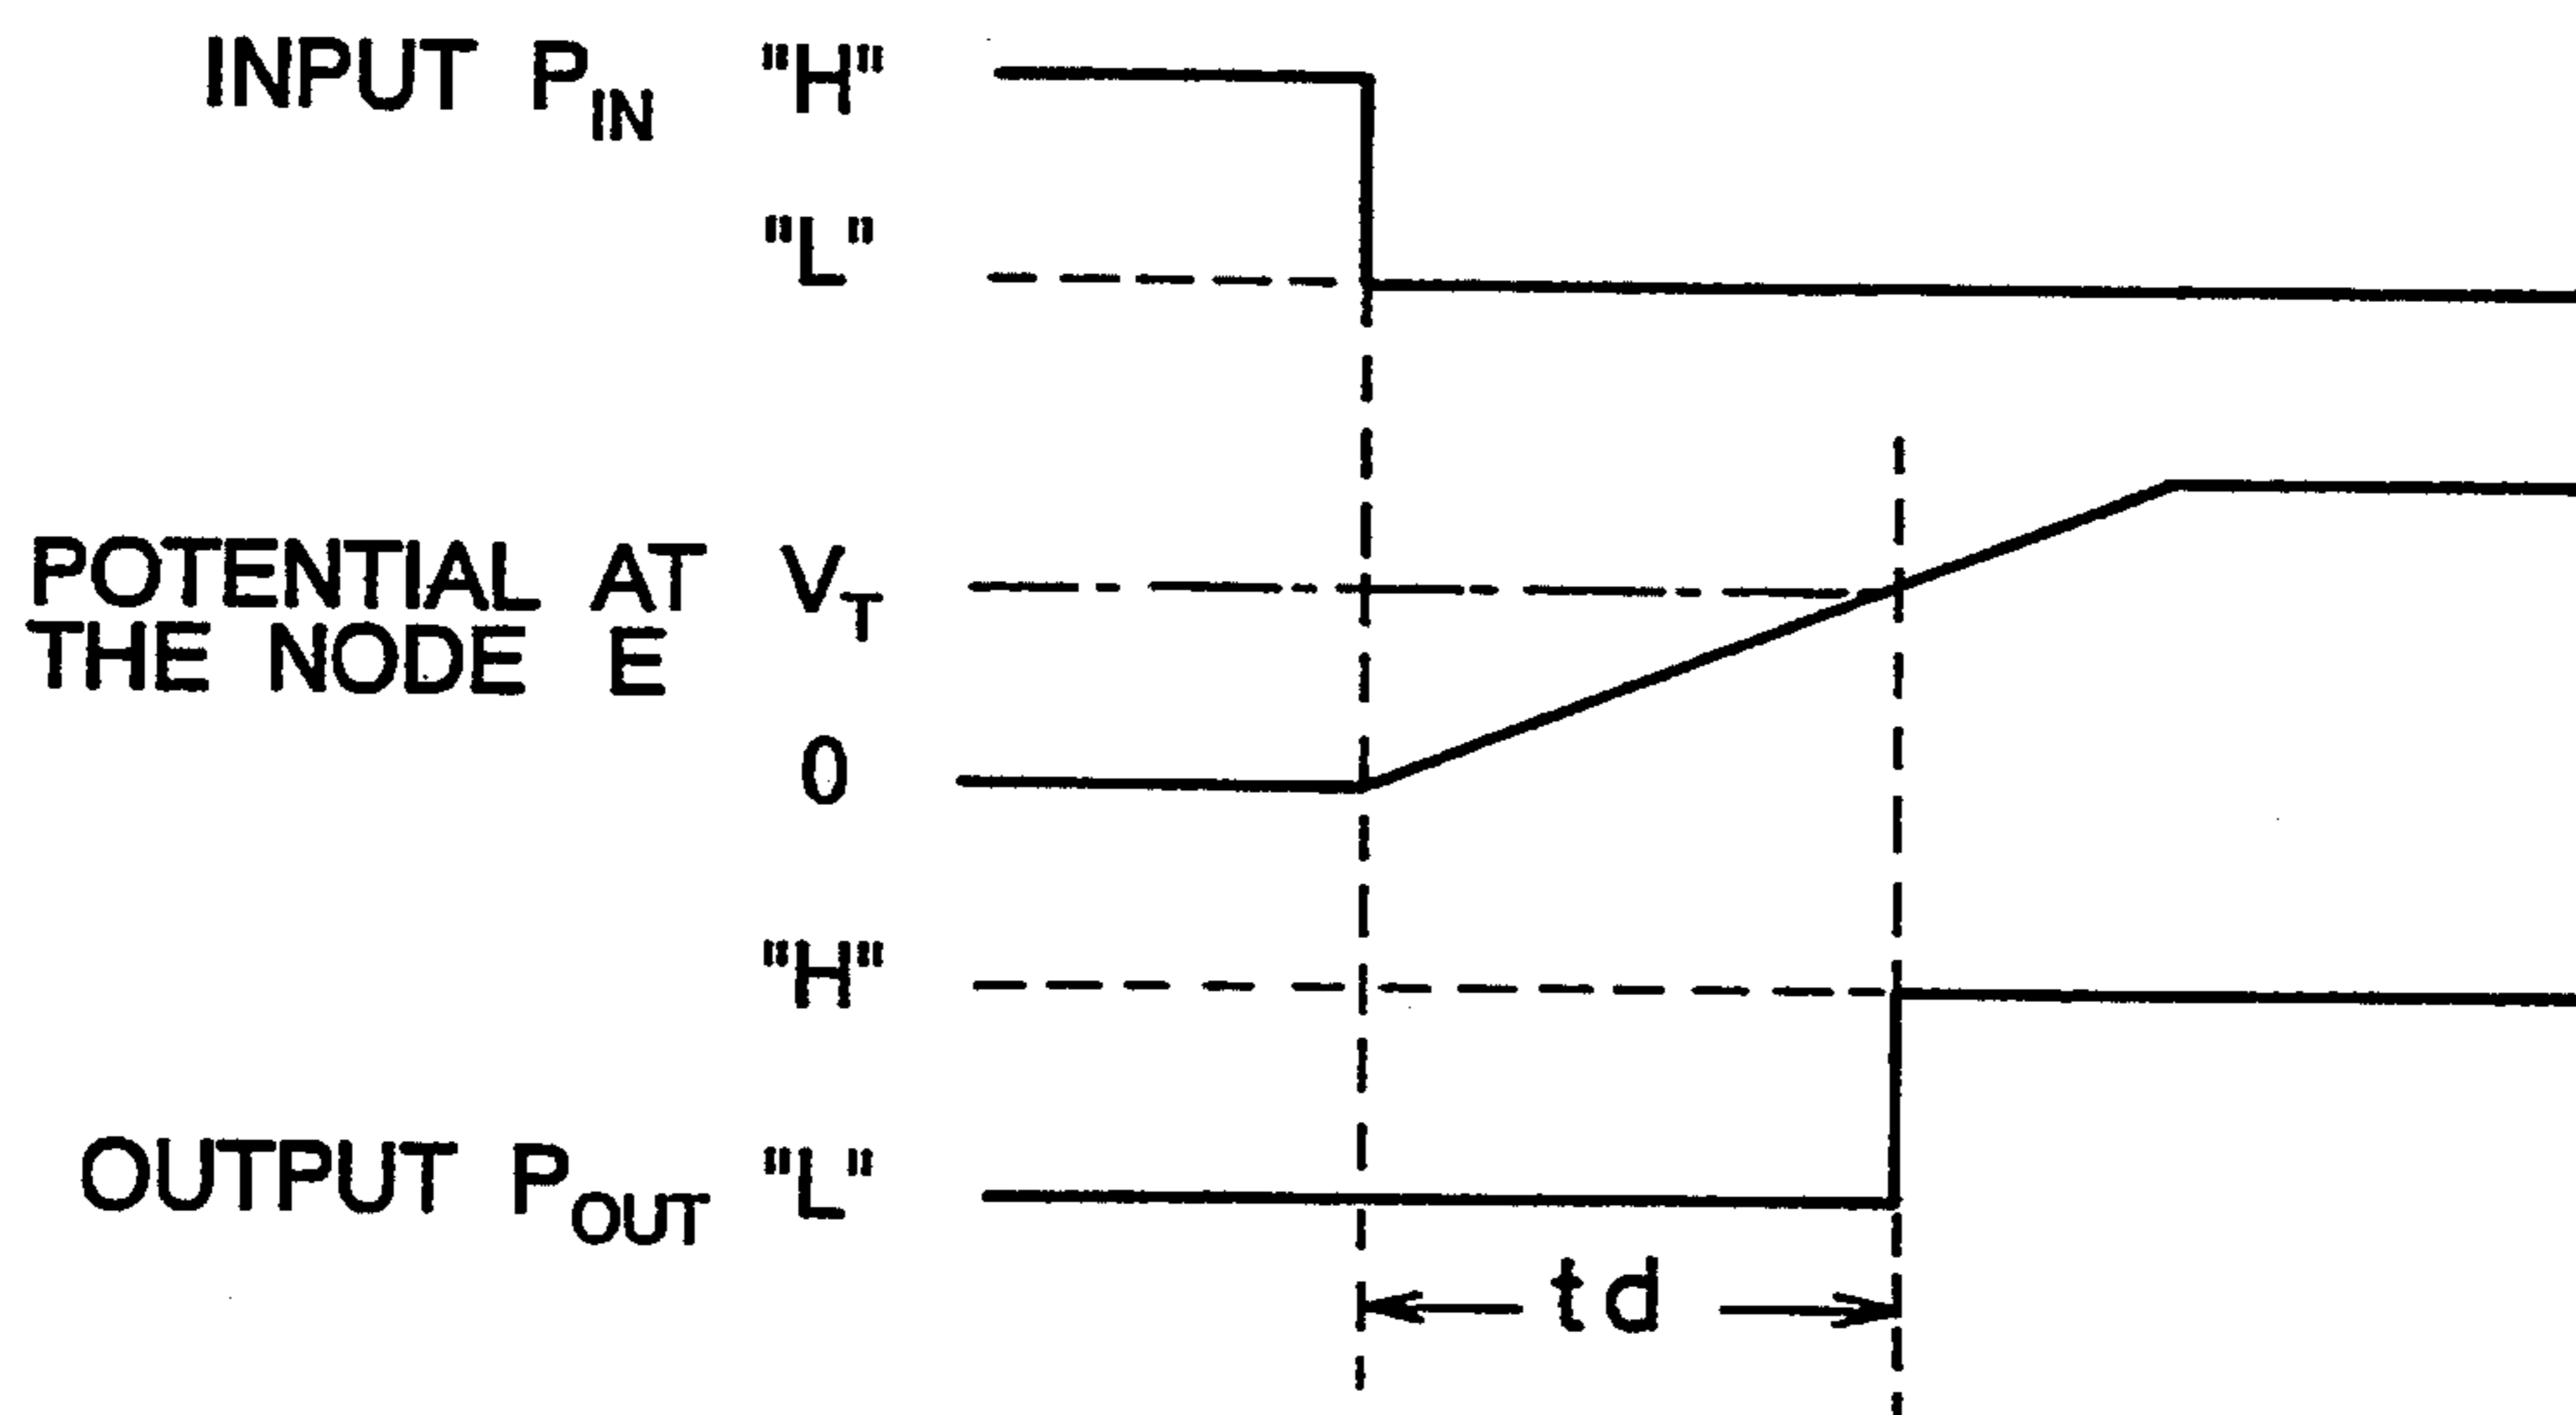 INPUT P_IN "H"
"L"
POTENTIAL AT V_T
THE NODE E
0
"H"
OUTPUT P_OUT "L"
td